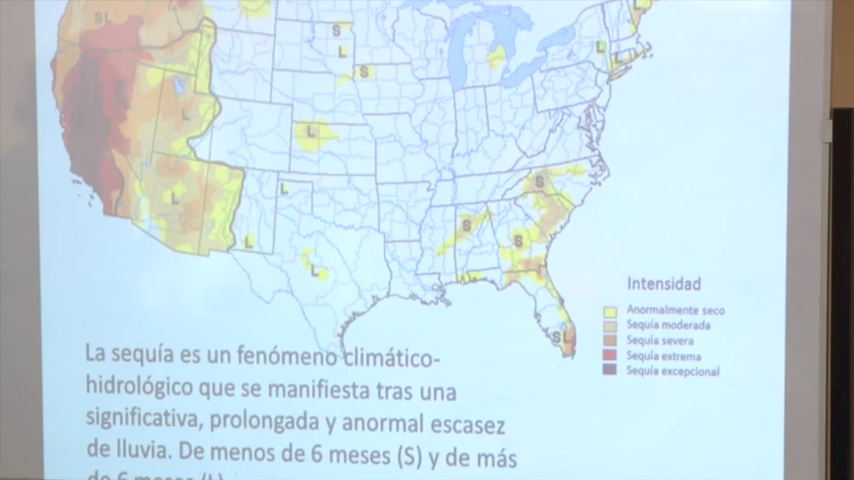 SL
S
L
S
L
L
L
L
L
L
S
L
L
S
S
SL
Intensidad
Anormalmente seco
Sequía moderada
Sequía severa
Sequía extrema
Sequía excepcional
La sequía es un fenómeno climático-
hidrológico que se manifiesta tras una
significativa, prolongada y anormal escasez
de lluvia. De menos de 6 meses (S) y de más
de 6 meses (L)